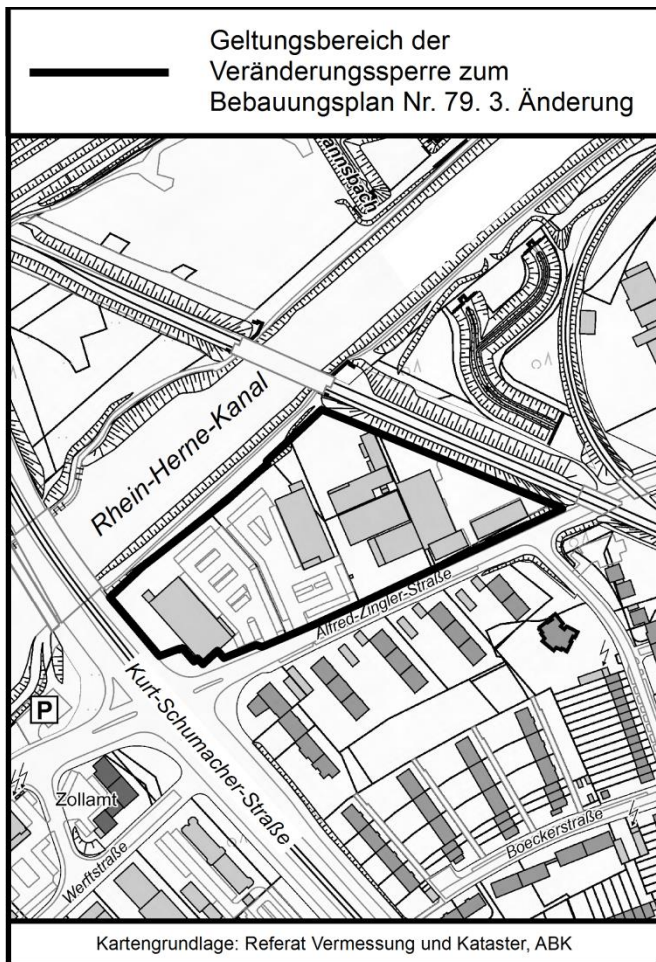 Geltungsbereich der
Veränderungssperre zum
Bebauungsplan Nr. 79. 3. Änderung
annsbach
Rhein-Herne-Kanal
Alfred-Zingler-Straße
Kurt-Schumacher-Straße
P
Zollamt
Werftstraße
Boeckerstraße
Kartengrundlage: Referat Vermessung und Kataster, ABK